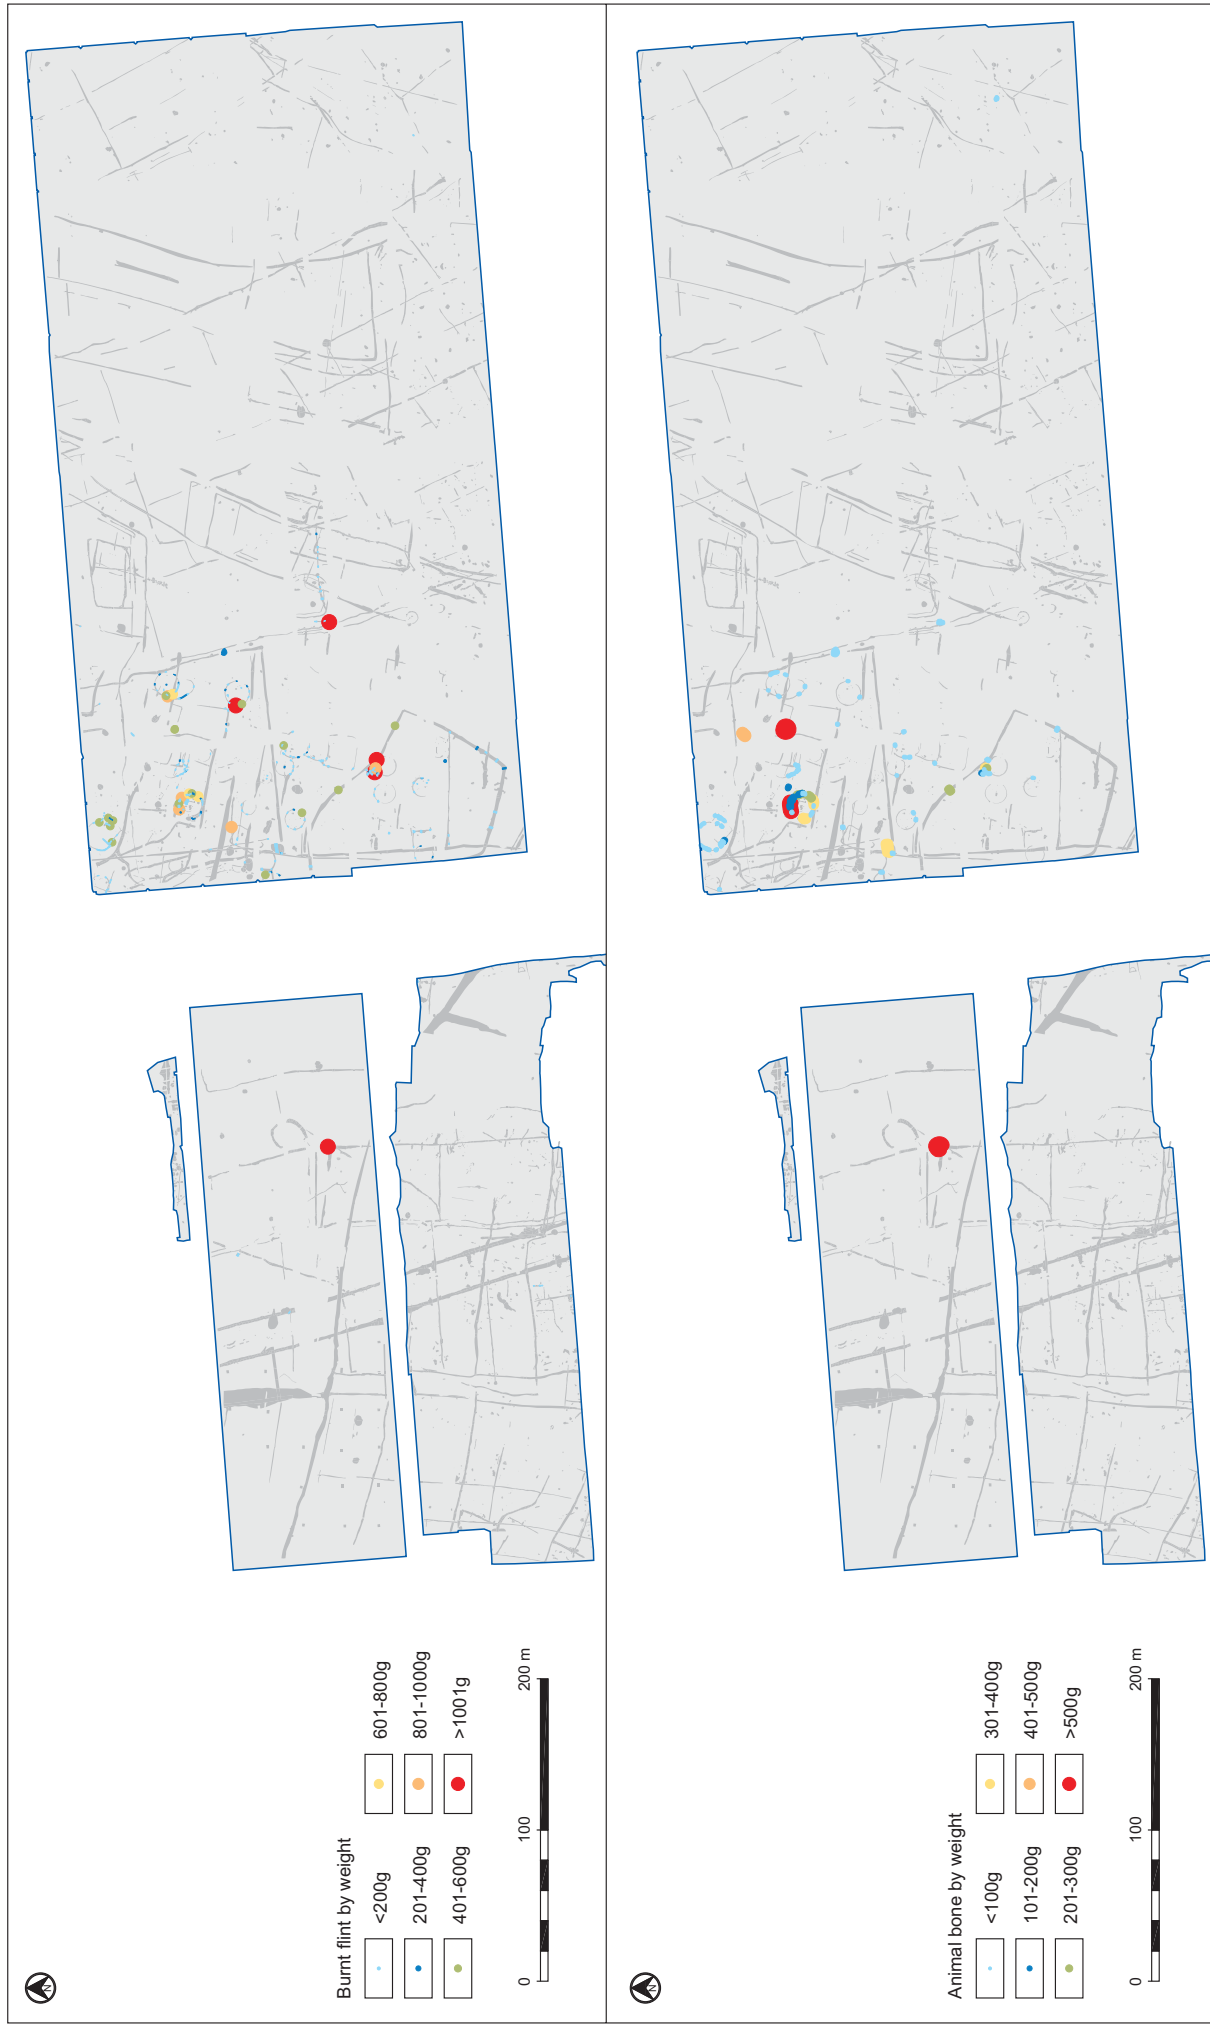 N
Burnt flint by weight
<200g 601-800g
201-400g 801-1000g
401-600g >1001g
0 100 200 m
N
Animal bone by weight
<100g 301-400g
101-200g 401-500g
201-300g >500g
0 100 200 m